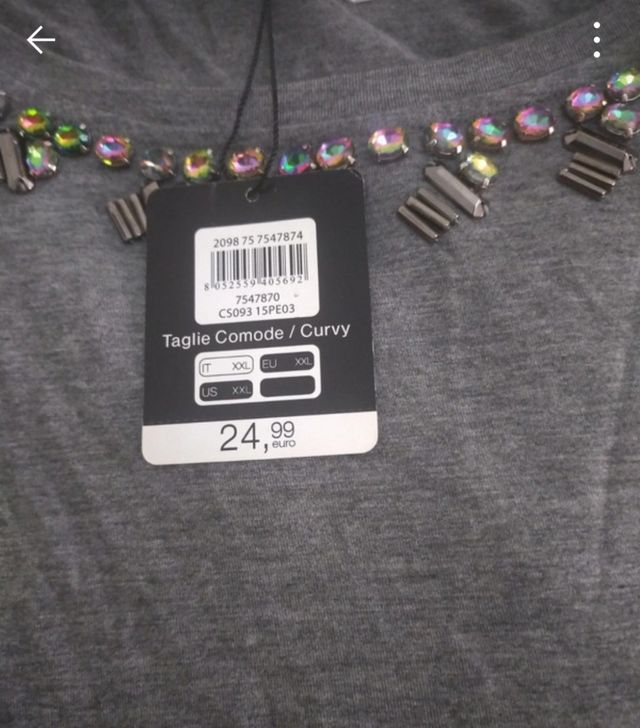 2098 75 7547874
8 052559 405692
7547870
CS093 15PE03
Taglie Comode / Curvy
IT XXL EU XXL
US XXL
24,99
euro